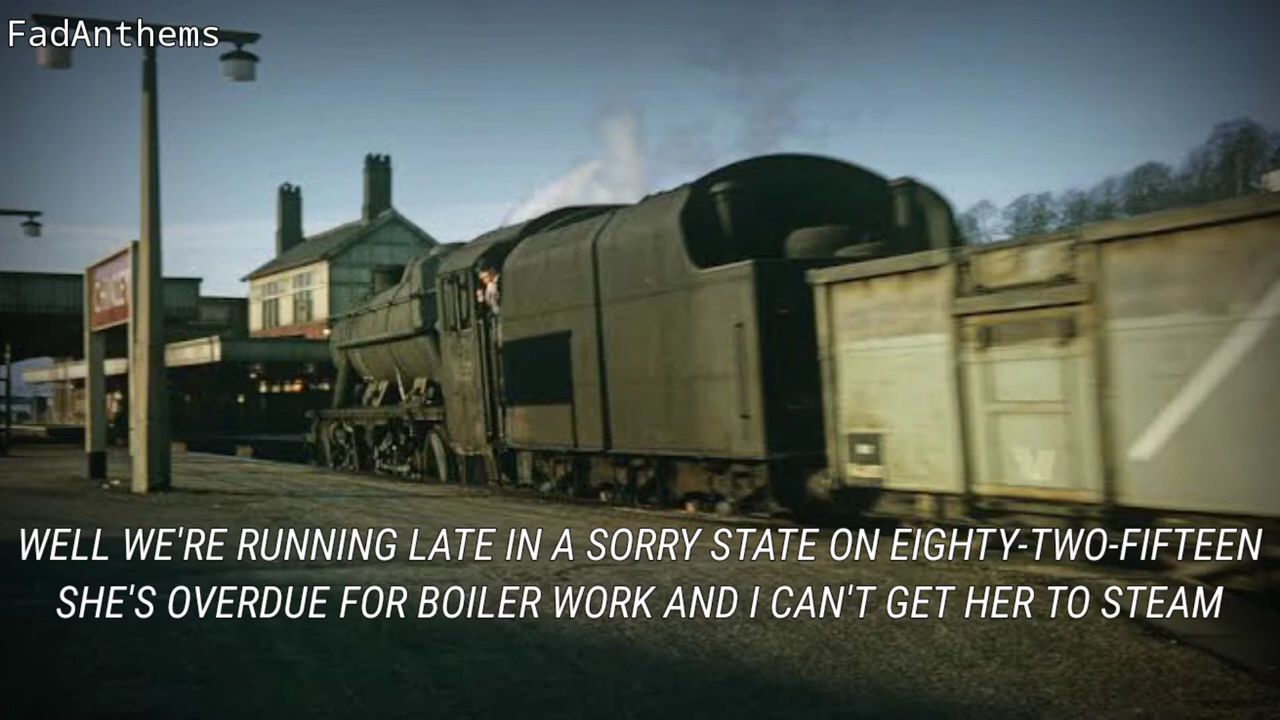 FadAnthems
WELL WE'RE RUNNING LATE IN A SORRY STATE ON EIGHTY-TWO-FIFTEEN
SHE'S OVERDUE FOR BOILER WORK AND I CAN'T GET HER TO STEAM